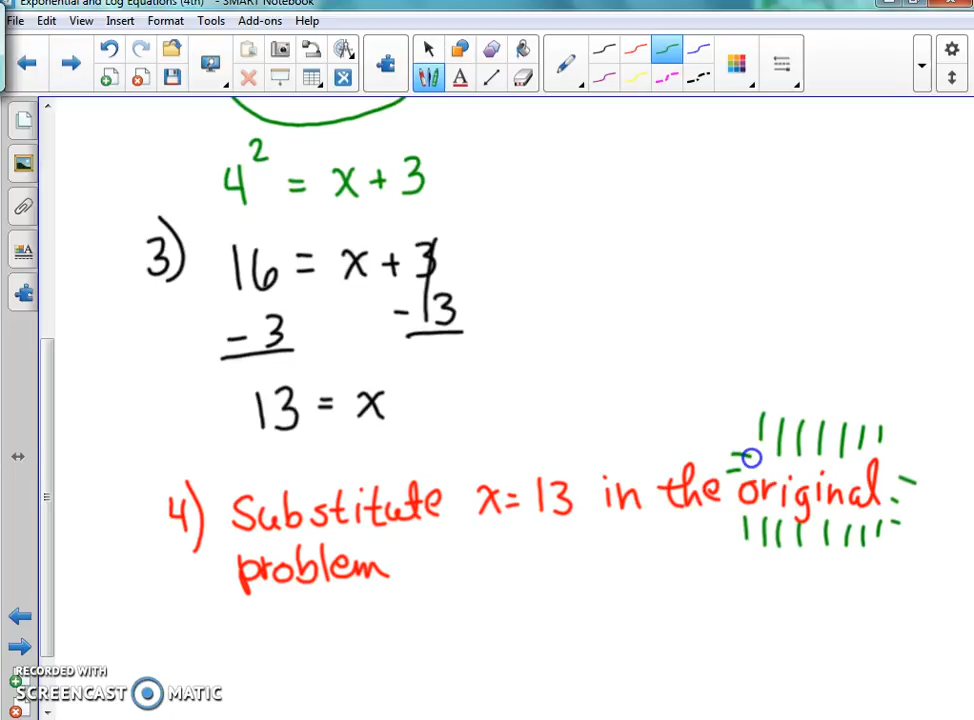 Exponential and Log Equations (4th) - SMART Notebook
File Edit View Insert Format Tools Add-ons Help
4² = x + 3
3) 16 = x + 3
- 3 - 3
13 = x
4) Substitute x = 13 in the original
problem
RECORDED WITH
SCREENCAST MATIC